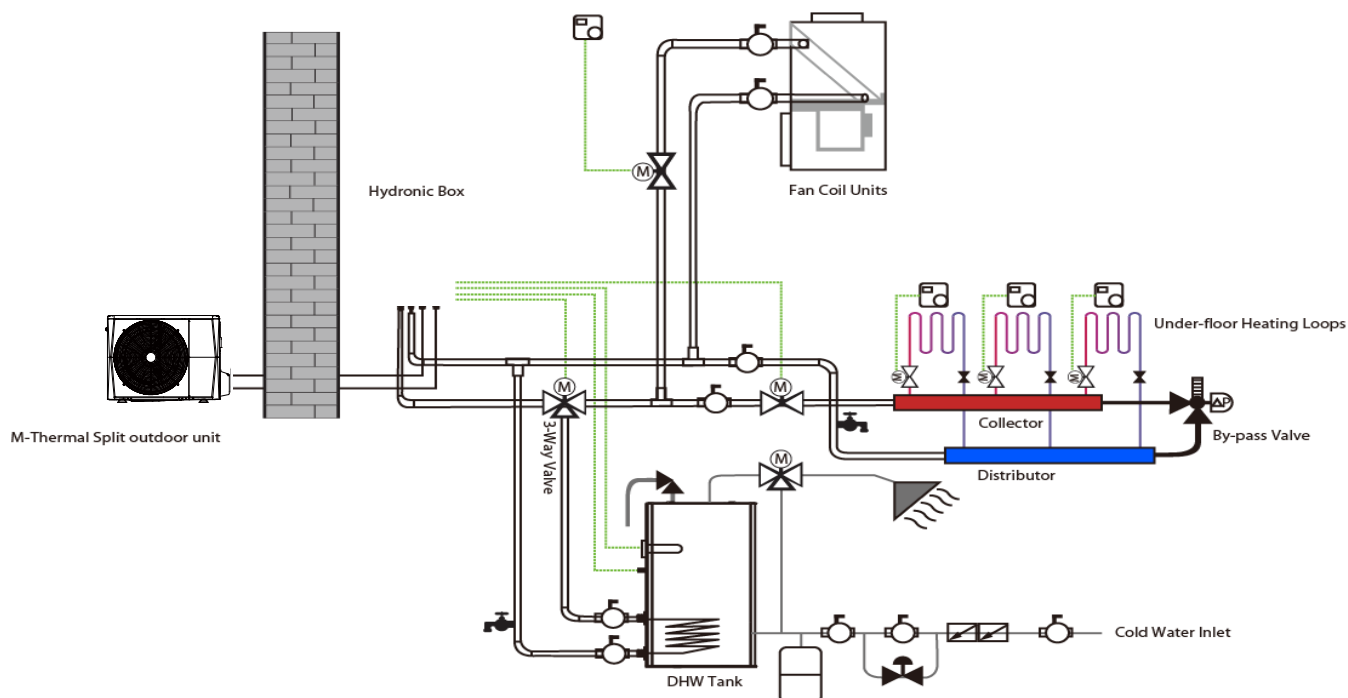 Hydronic Box
Fan Coil Units
M
Under-floor Heating Loops
M
M
M
M
M
ΔP
M-Thermal Split outdoor unit
Collector
By-pass Valve
3-Way Valve
M
Distributor
Cold Water Inlet
DHW Tank